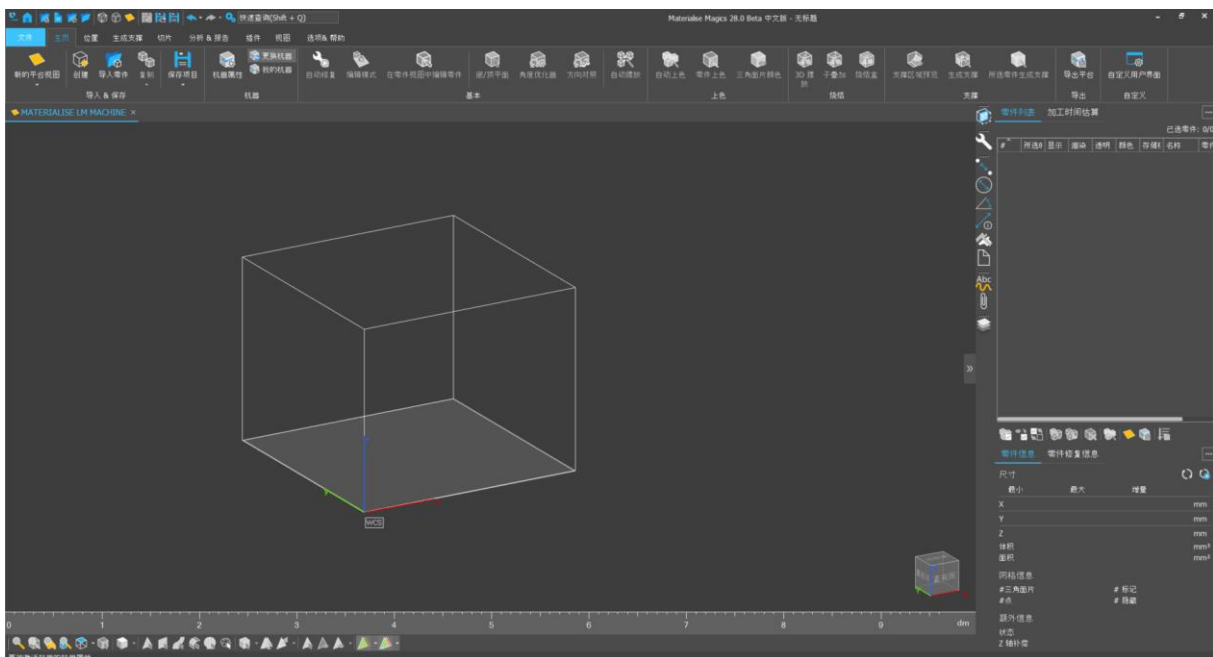 快速查询(Shift + Q)
Materialise Magics 28.0 Beta 中文版 - 无标题
文件 主页 位置 生成支撑 切片 分析 & 报告 插件 视图 选项& 帮助
新的平台视图 创建 导入零件 复制 保存项目 机器属性 更换机器 我的机器 自动修复 编辑模式 在零件视图中编辑零件 底/顶平面 角度优化器 方向对照 自动摆放 自动上色 零件上色 三角面片颜色 3D 摆放 子叠加 烧结盒 支撑区域预览 生成支撑 所选零件生成支撑 导出平台 自定义用户界面
导入 & 保存 机器 基本 上色 烧结 支撑 导出 自定义
MATERIALISE LM MACHINE ×
零件列表 加工时间估算
已选零件: 0/0
# 所选 显示 渲染 透明 颜色 存储 名称 零件
Abc
WCS
零件信息 零件修复信息
尺寸
最小 最大 增量
X mm
Y mm
Z mm
体积 mm³
面积 mm³
网格信息
#三角面片 # 标记
#点 # 隐藏
额外信息
状态
Z 轴补偿
0 1 2 3 4 5 6 7 8 9 dm